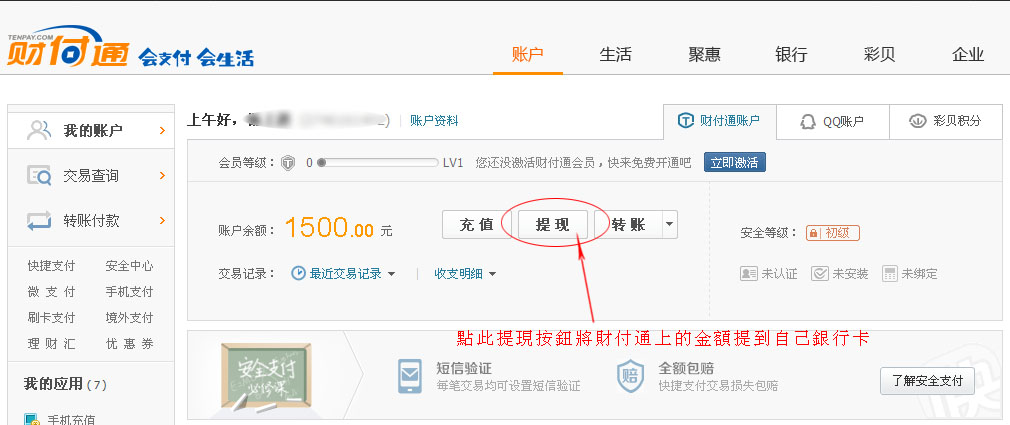 TENPAY.COM
财付通 会支付 会生活
账户 生活 聚惠 银行 彩贝 企业
我的账户
交易查询
转账付款
快捷支付 安全中心
微 支 付 手机支付
刷卡支付 境外支付
理 财 汇 优 惠 券
我的应用 (7)
手机充值
上午好， ) 账户资料
财付通账户 QQ账户 彩贝积分
会员等级： 0 LV1 您还没激活财付通会员，快来免费开通吧 立即激活
账户余额： 1500.00 元 充 值 提 现 转 账
交易记录： 最近交易记录 收支明细
安全等级： 初级
未认证 未安装 未绑定
點此提現按鈕將財付通上的金額提到自己銀行卡
安全支付
必修课
短信验证
每笔交易均可设置短信验证
全额包赔
快捷支付交易损失包赔
了解安全支付